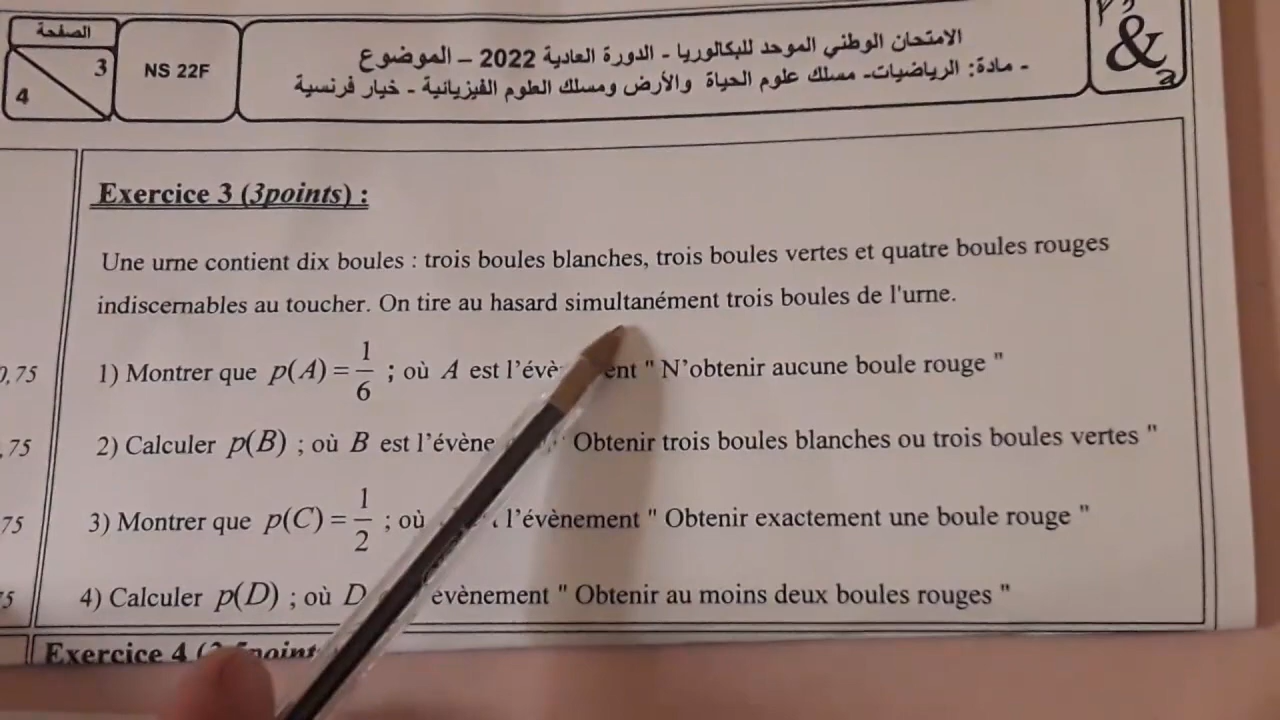 الصفحة
3
4
NS 22F
الامتحان الوطني الموحد للبكالوريا - الدورة العادية 2022 – الموضوع
- مادة: الرياضيات- مسلك علوم الحياة والأرض ومسلك العلوم الفيزيائية - خيار فرنسية
&
Exercice 3 (3points) :
Une urne contient dix boules : trois boules blanches, trois boules vertes et quatre boules rouges
indiscernables au toucher. On tire au hasard simultanément trois boules de l'urne.
0,75 1) Montrer que p(A) = 1/6 ; où A est l'évè ent " N'obtenir aucune boule rouge "
,75 2) Calculer p(B) ; où B est l'évène Obtenir trois boules blanches ou trois boules vertes "
75 3) Montrer que p(C) = 1/2 ; où l'évènement " Obtenir exactement une boule rouge "
5 4) Calculer p(D) ; où D évènement " Obtenir au moins deux boules rouges "
Exercice 4